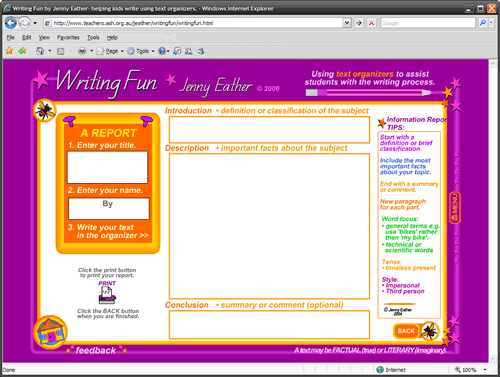 Writing Fun by Jenny Eather- helping kids write using text organizers. - Windows Internet Explorer
http://www.teachers.ash.org.au/jeather/writingfun/writingfun.html
Google
File Edit View Favorites Tools Help
Page Tools
WritingFun Jenny Eather © 2006
Using text organizers to assist
students with the writing process.
A REPORT
1. Enter your title.
2. Enter your name.
By
3. Write your text
in the organizer >>
Click the print button
to print your report.
PRINT
Click the BACK button
when you are finished.
Introduction • definition or classification of the subject
Description • important facts about the subject
Conclusion • summary or comment (optional)
Information Repor
TIPS:
Start with a
definition or brief
classification.
Include the most
important facts
about your topic.
End with a summary
or comment.
New paragraph
for each part.
Word focus:
• general terms e.g.
use 'bikes' rather
than 'my bike'.
• technical or
scientific words
Tense:
• timeless present
Style:
• Impersonal
• Third person
© Jenny Eather
2004
MENU
BACK
feedback
A text may be FACTUAL (true) or LITERARY (imaginary).
Done
Internet
100%